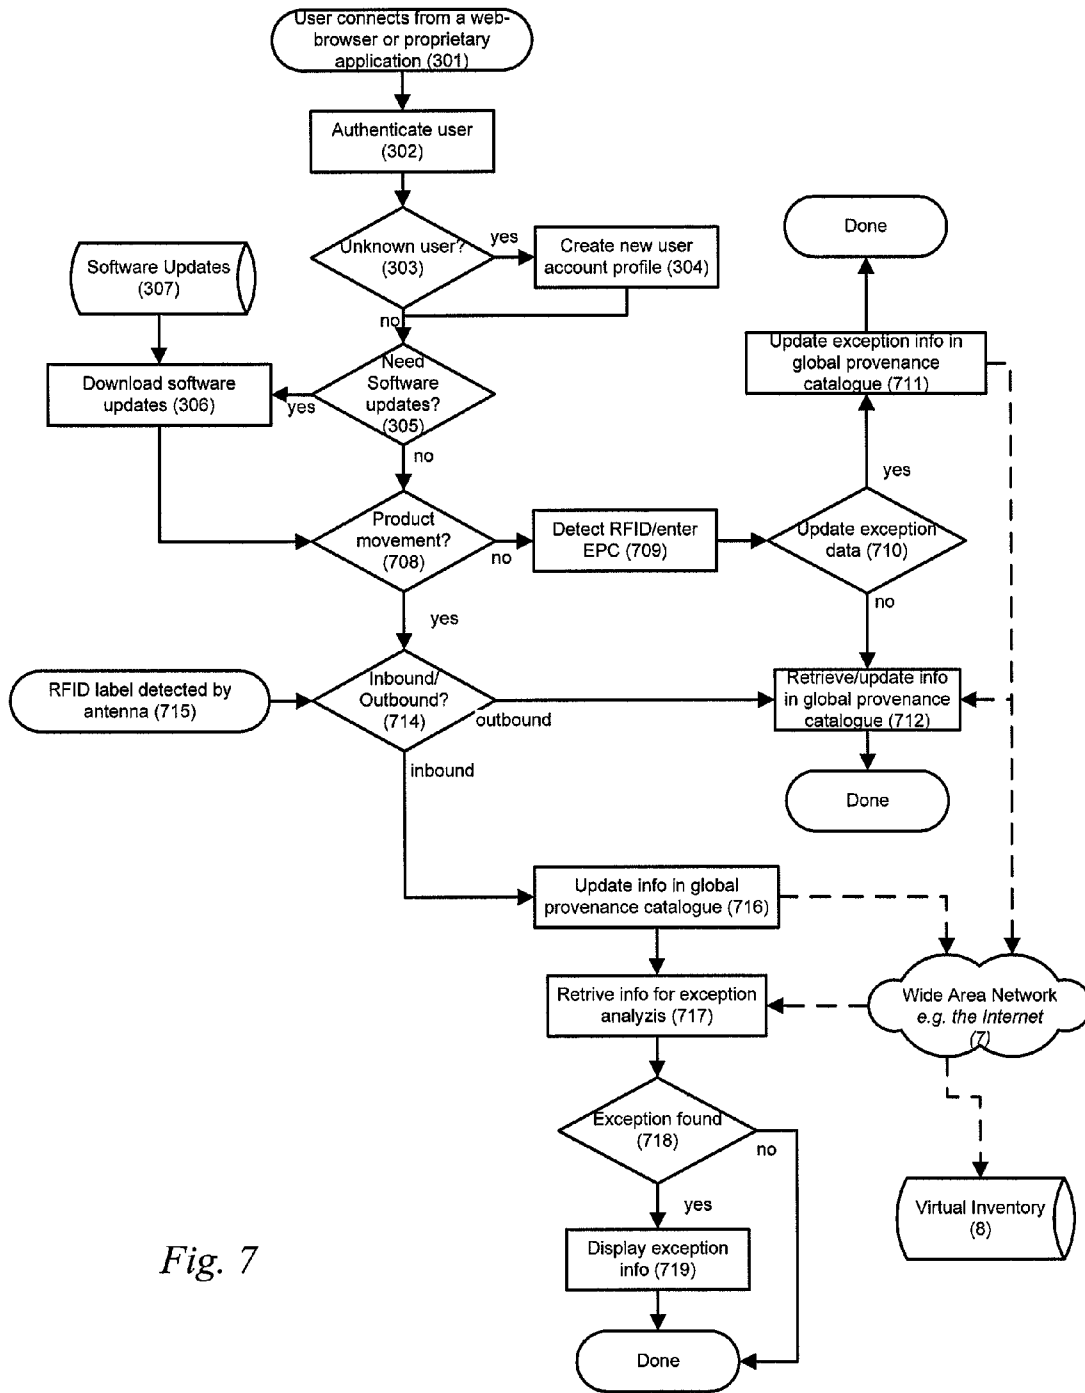 User connects from a web-
browser or proprietary
application (301)
Authenticate user
(302)
Unknown user?
(303)
yes
Create new user
account profile (304)
Done
Software Updates
(307)
no
Need
Software
updates?
(305)
Update exception info in
global provenance
catalogue (711)
Download software
updates (306)
yes
no
yes
Product
movement?
(708)
no
Detect RFID/enter
EPC (709)
Update exception
data (710)
no
yes
RFID label detected by
antenna (715)
Inbound/
Outbound?
(714)
outbound
Retrieve/update info
in global provenance
catalogue (712)
inbound
Done
Update info in global
provenance catalogue (716)
Retrive info for exception
analyzis (717)
Wide Area Network
e.g. the Internet
(7)
Exception found
(718)
no
yes
Virtual Inventory
(8)
Display exception
info (719)
Fig. 7
Done